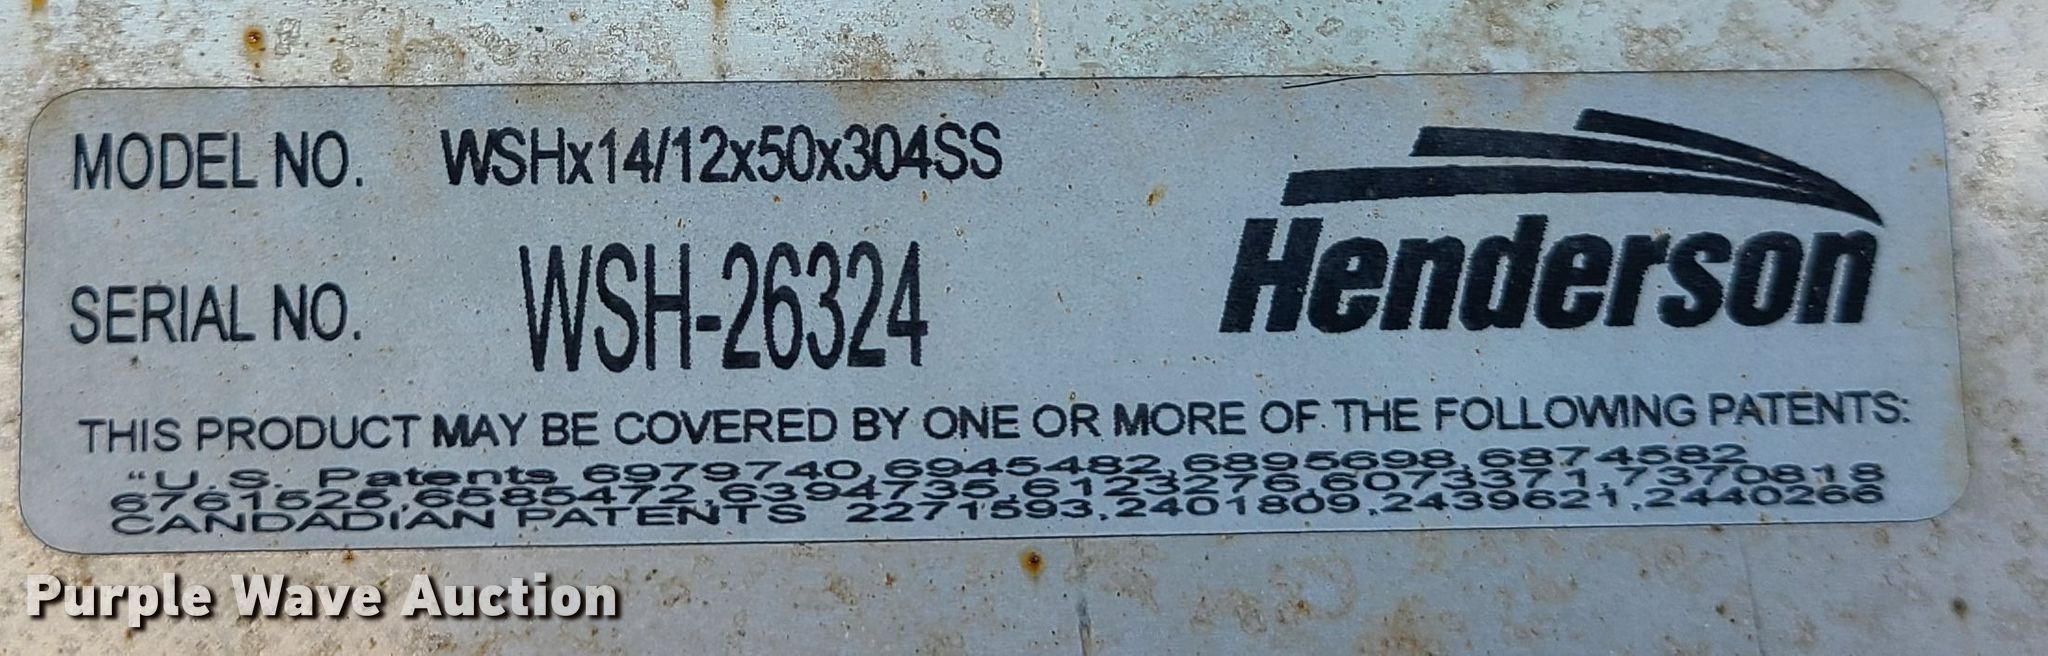 MODEL NO. WSHx14/12x50x304SS
SERIAL NO. WSH-26324
Henderson
THIS PRODUCT MAY BE COVERED BY ONE OR MORE OF THE FOLLOWING PATENTS:
"U.S. Patents 6979740,6945482,6895698,6874582
6761525,6585472,6394735,6123276,6073371,7370818
CANDADIAN PATENTS 2271593,2401809,2439621,2440266
Purple Wave Auction